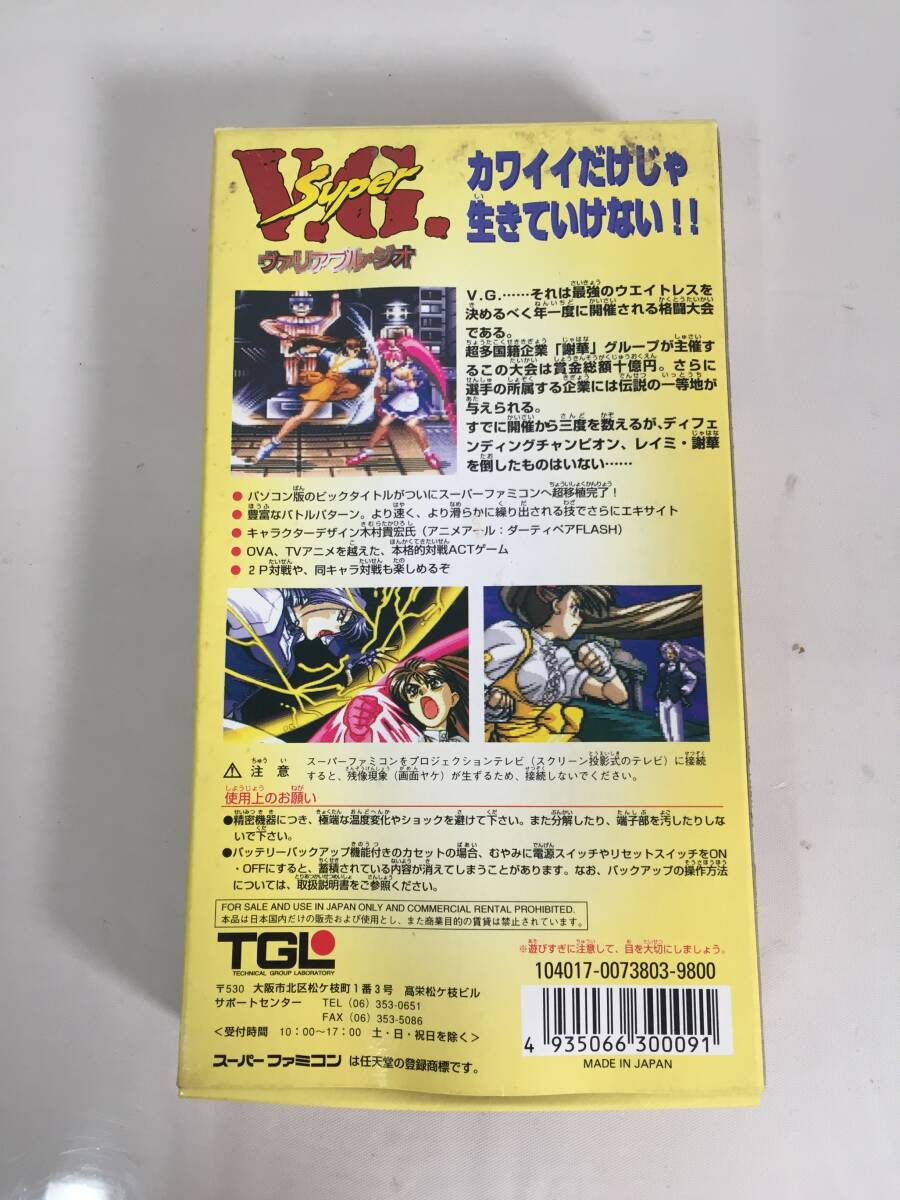 Super
V.G.
ヴァリアブル・ジオ
カワイイだけじゃ
生きていけない!!
V.G.……それは最強のウエイトレスを
決めるべく年一度に開催される格闘大会
である。
超多国籍企業「謝華」グループが主催す
るこの大会は賞金総額十億円。さらに
選手の所属する企業には伝説の一等地が
与えられる。
すでに開催から三度を数えるが、ディフェ
ンディングチャンピオン、レイミ・謝華
を倒したものはいない……
●パソコン版のビックタイトルがついにスーパーファミコンへ超移植完了!
●豊富なバトルパターン。より速く、より滑らかに繰り出される技でさらにエキサイト
●キャラクターデザイン木村貴宏氏(アニメアール:ダーティペアFLASH)
●OVA、TVアニメを越えた、本格的対戦ACTゲーム
●2P対戦や、同キャラ対戦も楽しめるぞ
⚠注意 スーパーファミコンをプロジェクションテレビ(スクリーン投影式のテレビ)に接続
すると、残像現象(画面ヤケ)が生ずるため、接続しないでください。
使用上のお願い
●精密機器につき、極端な温度変化やショックを避けて下さい。また分解したり、端子部を汚したりしな
いで下さい。
●バッテリーバックアップ機能付きのカセットの場合、むやみに電源スイッチやリセットスイッチをON
・OFFにすると、蓄積されている内容が消えてしまうことがあります。なお、バックアップの操作方法
については、取扱説明書をご参照ください。
FOR SALE AND USE IN JAPAN ONLY AND COMMERCIAL RENTAL PROHIBITED.
本品は日本国内だけの販売および使用とし、また商業目的の賃貸は禁止されています。
TGL
TECHNICAL GROUP LABORATORY
※遊びすぎに注意して、目を大切にしましょう。
104017-0073803-9800
〒530 大阪市北区松ケ枝町1番3号 高栄松ケ枝ビル
サポートセンター TEL (06) 353-0651
FAX (06) 353-5086
<受付時間 10:00〜17:00 土・日・祝日を除く>
4 935066 300091
MADE IN JAPAN
スーパーファミコンは任天堂の登録商標です。